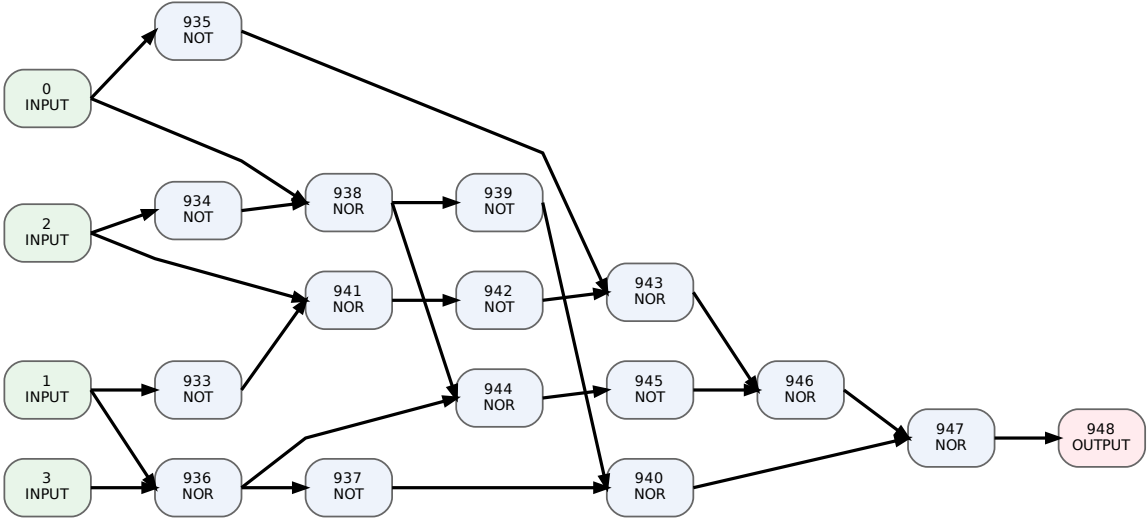 935
NOT
0
INPUT
2
INPUT
934
NOT
938
NOR
939
NOT
941
NOR
942
NOT
943
NOR
1
INPUT
933
NOT
944
NOR
945
NOT
946
NOR
947
NOR
948
OUTPUT
3
INPUT
936
NOR
937
NOT
940
NOR